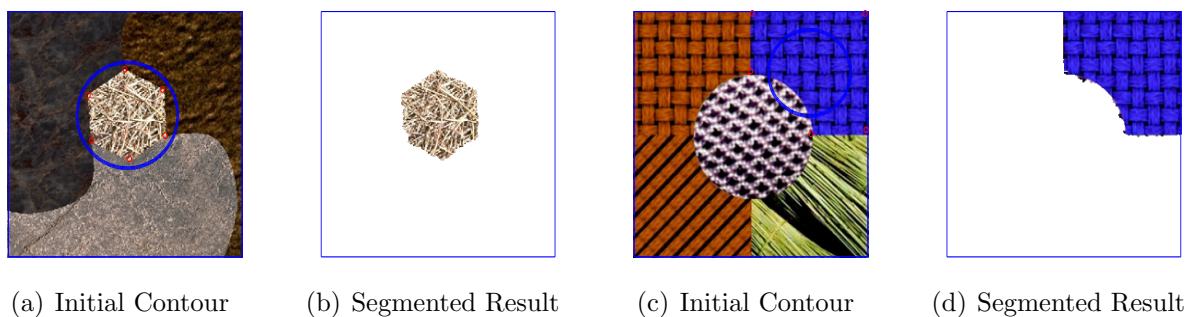 (a) Initial Contour
(b) Segmented Result
(c) Initial Contour
(d) Segmented Result